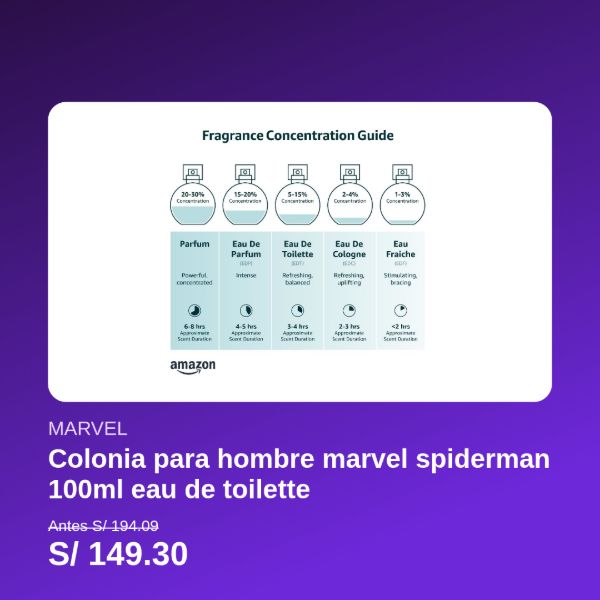 Fragrance Concentration Guide
20-30% 15-20% 5-15% 2-4% 1-3%
Concentration Concentration Concentration Concentration Concentration
Parfum Eau De Eau De Eau De Eau
Parfum Toilette Cologne Fraiche
(EDP) (EDT) (EDC) (EDF)
Powerful, Intense Refreshing, Refreshing, Stimulating,
concentrated balanced uplifting bracing
6-8 hrs 4-5 hrs 3-4 hrs 2-3 hrs <2 hrs
Approximate Approximate Approximate Approximate Approximate
Scent Duration Scent Duration Scent Duration Scent Duration Scent Duration
amazon
MARVEL
Colonia para hombre marvel spiderman
100ml eau de toilette
Antes S/ 194.09
S/ 149.30